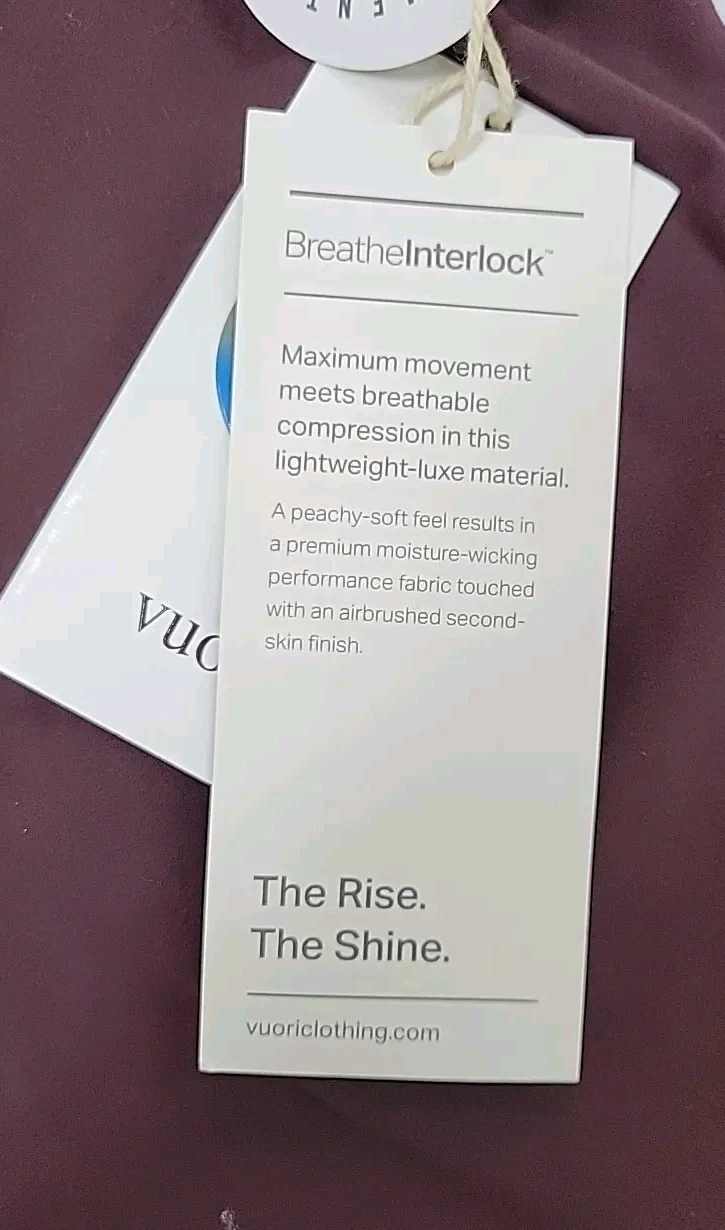 BreatheInterlock™
Maximum movement
meets breathable
compression in this
lightweight-luxe material.
A peachy-soft feel results in
a premium moisture-wicking
performance fabric touched
with an airbrushed second-
skin finish.
The Rise.
The Shine.
vuoriclothing.com